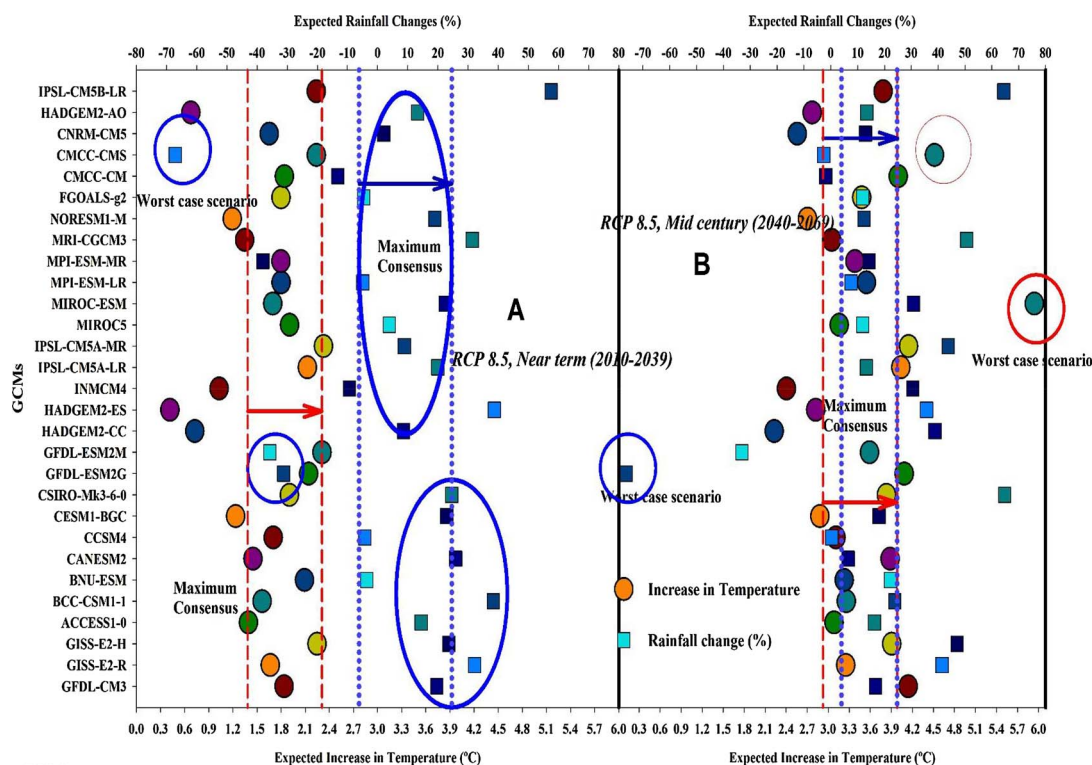 Expected Rainfall Changes (%)
Expected Rainfall Changes (%)
-80 -70 -60 -50 -40 -30 -20 -10 0 10 20 30 40 50 60 70 80 -70 -60 -50 -40 -30 -20 -10 0 10 20 30 40 50 60 70 80
IPSL-CM5B-LR
HADGEM2-AO
CNRM-CM5
CMCC-CMS
CMCC-CM
FGOALS-g2
NORESM1-M
MRI-CGCM3
MPI-ESM-MR
MPI-ESM-LR
MIROC-ESM
MIROC5
IPSL-CM5A-MR
IPSL-CM5A-LR
INMCM4
HADGEM2-ES
HADGEM2-CC
GFDL-ESM2M
GFDL-ESM2G
CSIRO-Mk3-6-0
CESM1-BGC
CCSM4
CANESM2
BNU-ESM
BCC-CSM1-1
ACCESS1-0
GISS-E2-H
GISS-E2-R
GFDL-CM3
GCMs
Worst case scenario
Maximum
Consensus
A
RCP 8.5, Near term (2010-2039)
Maximum
Consensus
RCP 8.5, Mid century (2040-2069)
B
Worst case scenario
Maximum
Consensus
Worst case scenario
Increase in Temperature
Rainfall change (%)
0.0 0.3 0.6 0.9 1.2 1.5 1.8 2.1 2.4 2.7 3.0 3.3 3.6 3.9 4.2 4.5 4.8 5.1 5.4 5.7 0.0 0.3 0.6 0.9 1.2 1.5 1.8 2.1 2.4 2.7 3.0 3.3 3.6 3.9 4.2 4.5 4.8 5.1 5.4 5.7 6.0
Expected Increase in Temperature (ºC)
Expected Increase in Temperature (ºC)